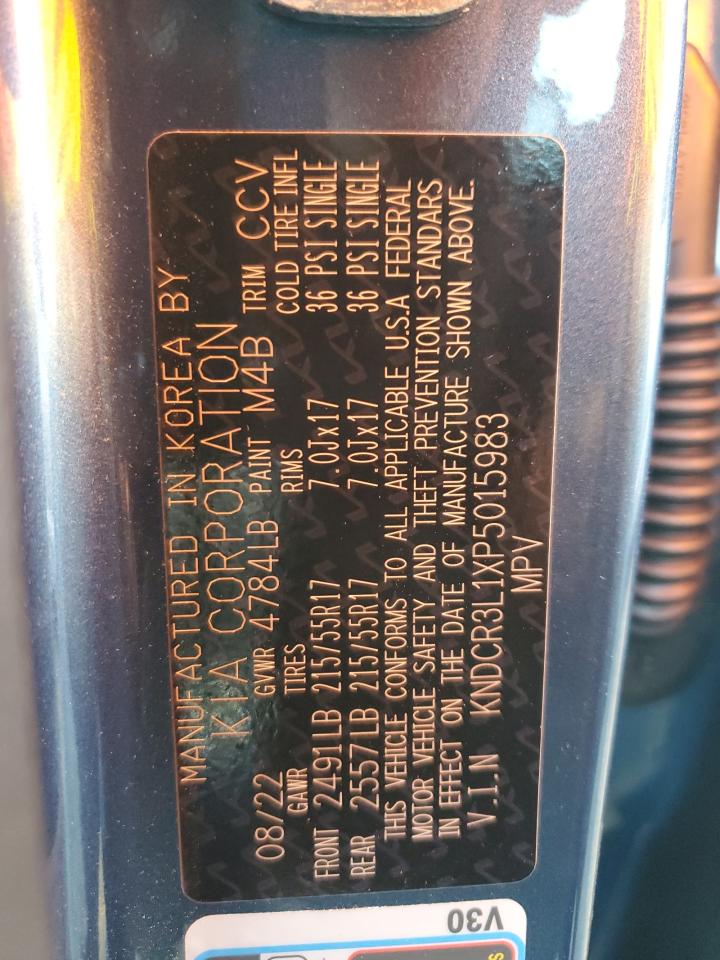 MANUFACTURED IN KOREA BY
KIA CORPORATION
08/22 GVWR 4784LB PAINT M4B TRIM CCV
GAWR TIRES RIMS COLD TIRE INFL
FRONT 2491LB 215/55R17 7.0Jx17 36 PSI SINGLE
REAR 2557LB 215/55R17 7.0Jx17 36 PSI SINGLE
THIS VEHICLE CONFORMS TO ALL APPLICABLE U.S.A FEDERAL
MOTOR VEHICLE SAFETY AND THEFT PREVENTION STANDARS
IN EFFECT ON THE DATE OF MANUFACTURE SHOWN ABOVE.
V.I.N KNDCR3L1XP5015983
MPV
V30